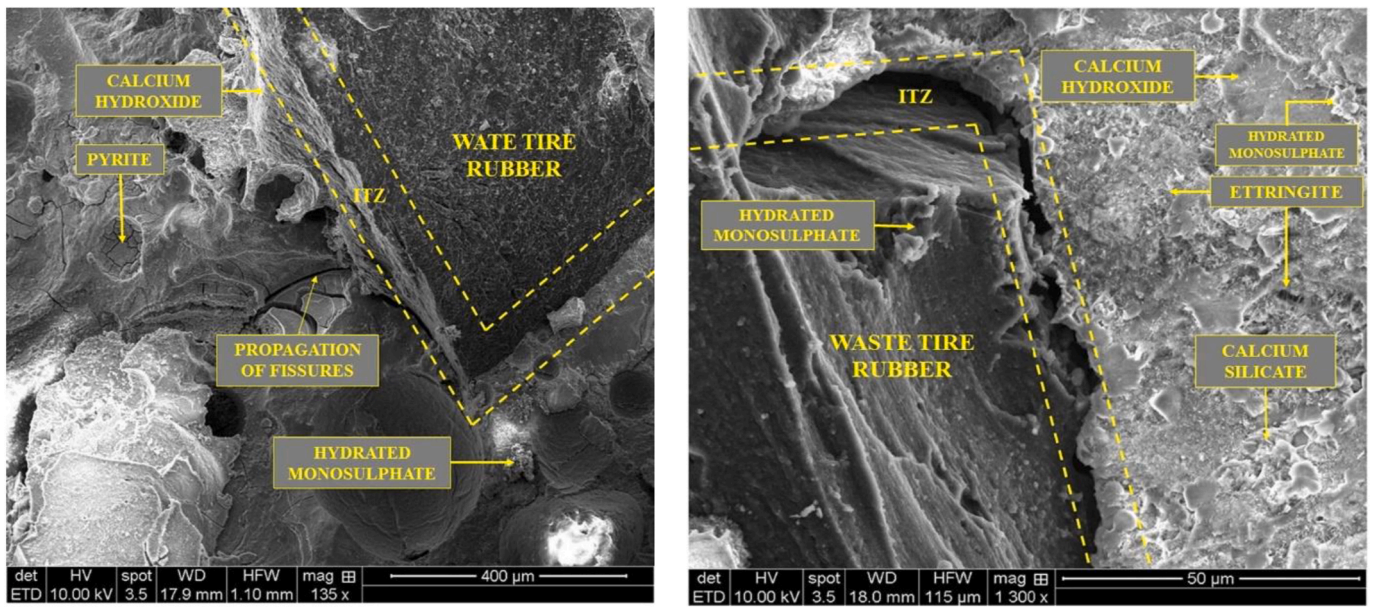 CALCIUM
HYDROXIDE
PYRITE
WATE TIRE
RUBBER
ITZ
PROPAGATION
OF FISSURES
HYDRATED
MONOSULPHATE
det HV spot WD HFW mag
ETD 10.00 kV 3.5 17.9 mm 1.10 mm 135 x
400 µm
ITZ
CALCIUM
HYDROXIDE
HYDRATED
MONOSULPHATE
ETTRINGITE
HYDRATED
MONOSULPHATE
WASTE TIRE
RUBBER
CALCIUM
SILICATE
det HV spot WD HFW mag
ETD 10.00 kV 3.5 18.0 mm 115 µm 1 300 x
50 µm